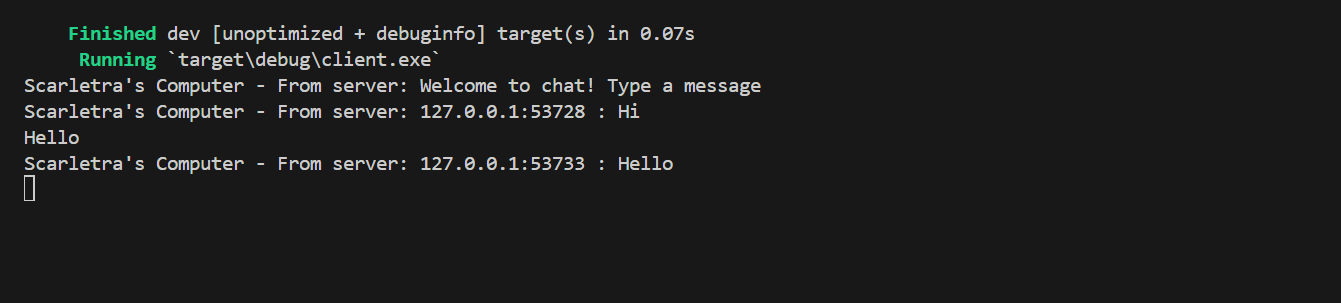 Finished dev [unoptimized + debuginfo] target(s) in 0.07s
Running `target\debug\client.exe`
Scarletra's Computer - From server: Welcome to chat! Type a message
Scarletra's Computer - From server: 127.0.0.1:53728 : Hi
Hello
Scarletra's Computer - From server: 127.0.0.1:53733 : Hello